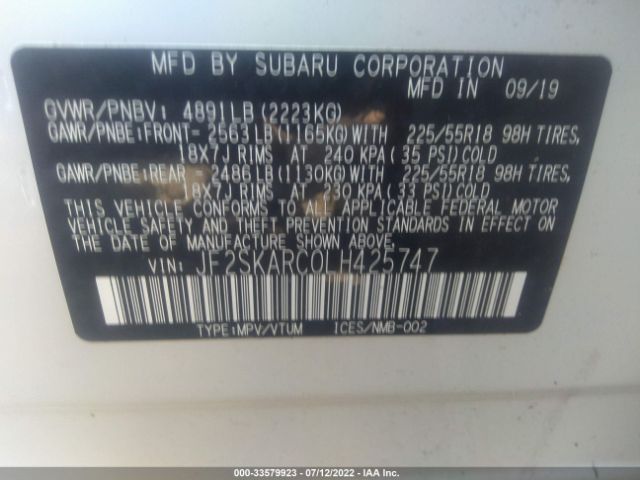 MFD BY SUBARU CORPORATION
MFD IN 09/19
GVWR/PNBV: 4891LB (2223KG)
GAWR/PNBE:FRONT= 2563LB(1165KG)WITH 225/55R18 98H TIRES,
18X7J RIMS AT 240 KPA(35 PSI)COLD
GAWR/PNBE:REAR = 2486LB(1130KG)WITH 225/55R18 98H TIRES,
18X7J RIMS AT 230 KPA(33 PSI)COLD
THIS VEHICLE CONFORMS TO ALL APPLICABLE FEDERAL MOTOR
VEHICLE SAFETY AND THEFT PREVENTION STANDARDS IN EFFECT ON
THE DATE OF MANUFACTURE SHOWN ABOVE.
VIN: JF2SKARC0LH425747
TYPE:MPV/VTUM ICES/NMB-002
000-33579923 - 07/12/2022 - IAA Inc.